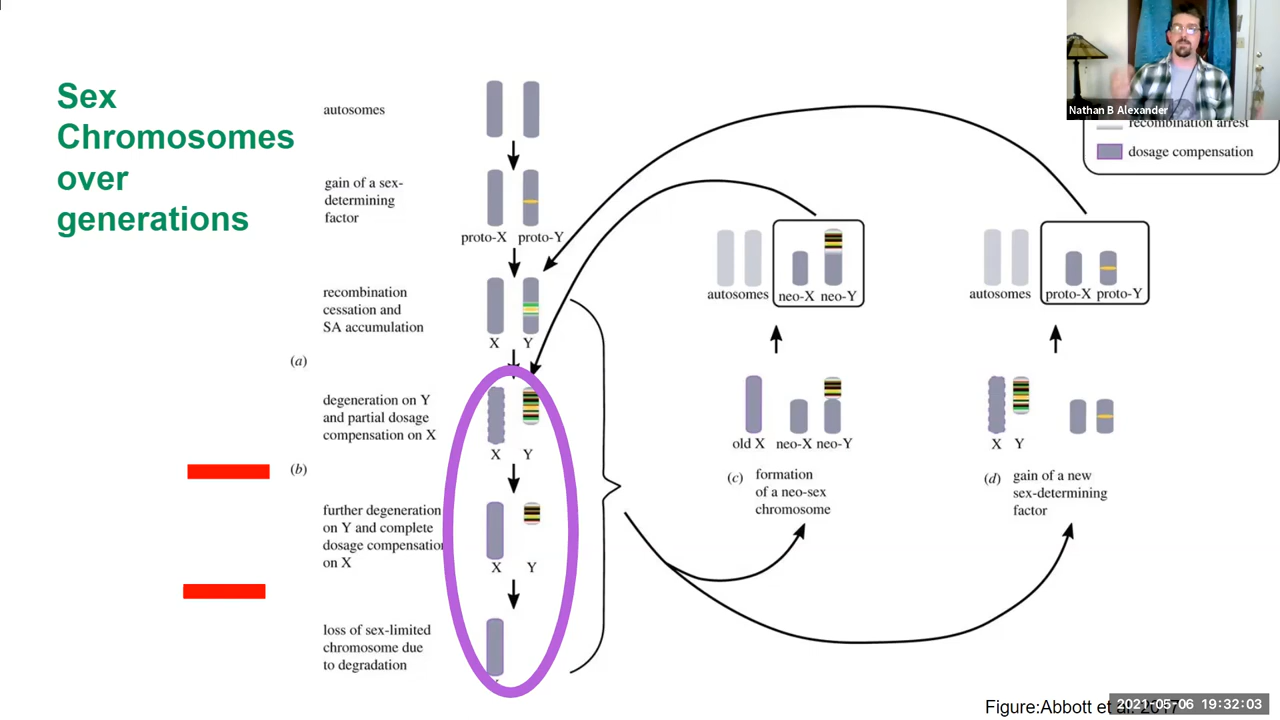 Sex
Chromosomes
over
generations
autosomes
gain of a sex-
determining
factor
proto-X proto-Y
recombination
cessation and
SA accumulation
X Y
(a)
degeneration on Y
and partial dosage
compensation on X
X Y
(b)
further degeneration
on Y and complete
dosage compensation
on X
X Y
loss of sex-limited
chromosome due
to degradation
autosomes neo-X neo-Y
old X neo-X neo-Y
(c) formation
of a neo-sex
chromosome
autosomes proto-X proto-Y
X Y
(d) gain of a new
sex-determining
factor
Nathan B Alexander
recombination arrest
dosage compensation
Figure:Abbott et al. 2017
2021-05-06 19:32:03